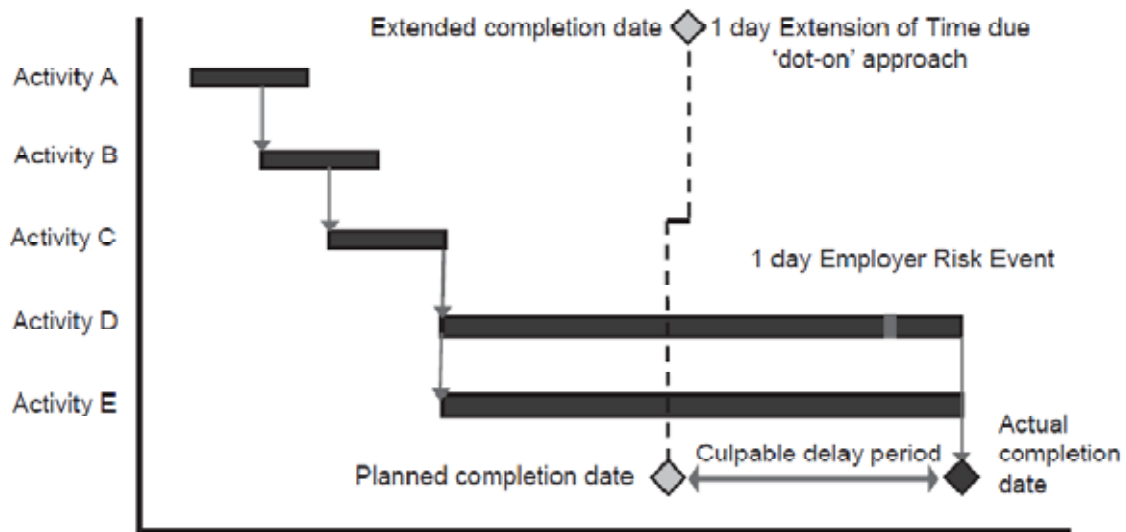 Extended completion date 1 day Extension of Time due
'dot-on' approach
Activity A
Activity B
Activity C
1 day Employer Risk Event
Activity D
Activity E
Planned completion date
Culpable delay period
Actual
completion
date